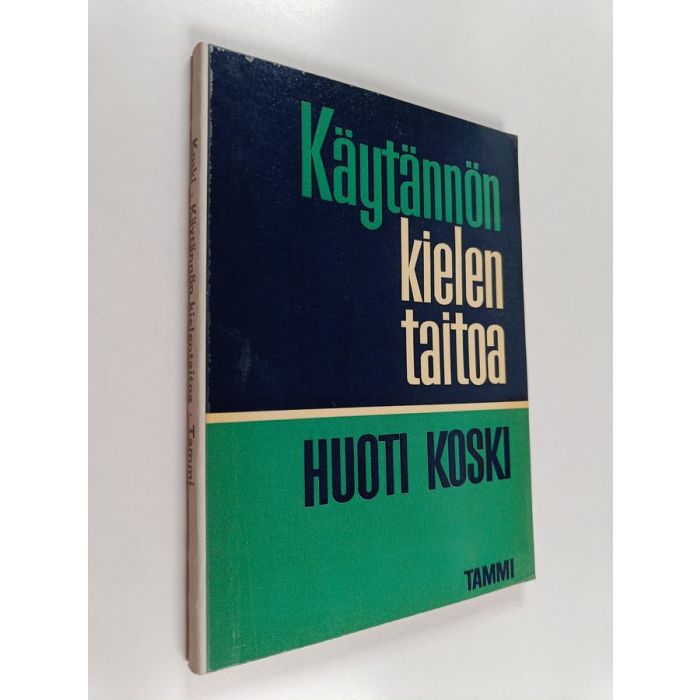 Käytännön
kielen
taitoa
HUOTI KOSKI
TAMMI
Koski . Käytännön kielentaitoa . Tammi